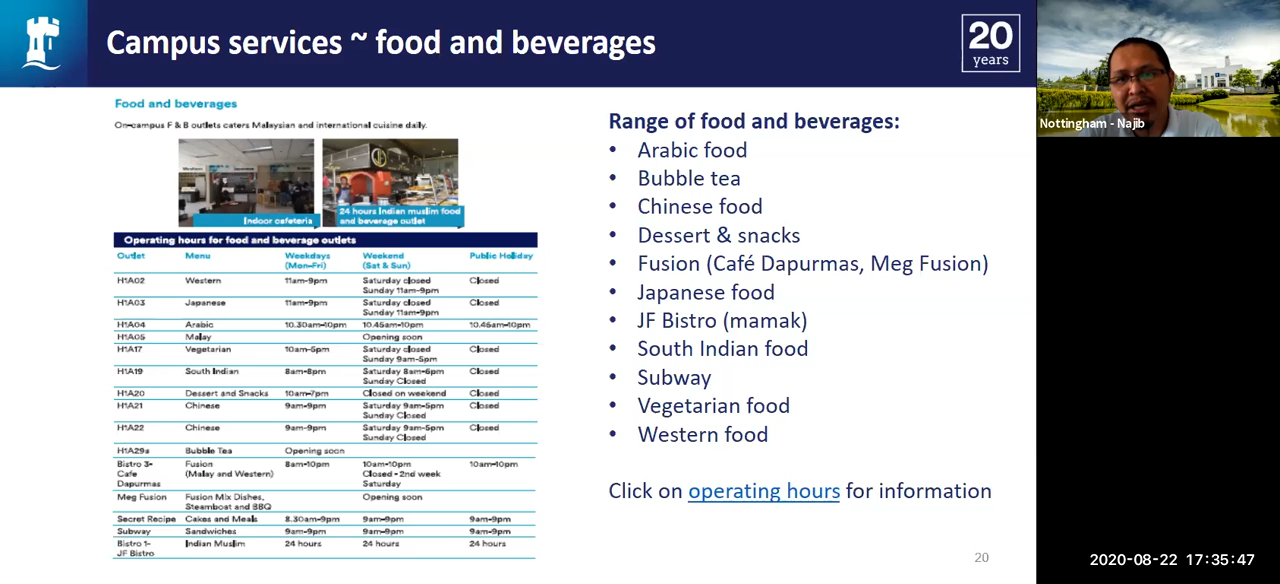 Campus services ~ food and beverages
20
years
Nottingham - Najib
Food and beverages
On-campus F & B outlets caters Malaysian and international cuisine daily.
Indoor cafeteria
24 hours Indian muslim food
and beverage outlet
Operating hours for food and beverage outlets
Outlet Menu Weekdays (Mon-Fri) Weekend (Sat & Sun) Public Holiday
H1A02 Western 11am-9pm Saturday closed Closed
Sunday 11am-9pm
H1A03 Japanese 11am-9pm Saturday closed Closed
Sunday 11am-9pm
H1A04 Arabic 10.30am-10pm 10.45am-10pm 10.45am-10pm
H1A05 Malay Opening soon
H1A17 Vegetarian 10am-5pm Saturday closed Closed
Sunday 9am-5pm
H1A19 South Indian 8am-8pm Saturday 8am-6pm Closed
Sunday Closed
H1A20 Dessert and Snacks 10am-7pm Closed on weekend Closed
H1A21 Chinese 9am-9pm Saturday 9am-5pm Closed
Sunday Closed
H1A22 Chinese 9am-9pm Saturday 9am-5pm Closed
Sunday Closed
H1A29a Bubble Tea Opening soon
Bistro 3- Fusion 8am-10pm 10am-10pm 10am-10pm
Cafe (Malay and Western) Closed - 2nd week
Dapurmas Saturday
Meg Fusion Fusion Mix Dishes, Opening soon
Steamboat and BBQ
Secret Recipe Cakes and Meals 8.30am-9pm 9am-9pm 9am-9pm
Subway Sandwiches 9am-9pm 9am-9pm 9am-9pm
Bistro 1- Indian Muslim 24 hours 24 hours 24 hours
JF Bistro
Range of food and beverages:
• Arabic food
• Bubble tea
• Chinese food
• Dessert & snacks
• Fusion (Café Dapurmas, Meg Fusion)
• Japanese food
• JF Bistro (mamak)
• South Indian food
• Subway
• Vegetarian food
• Western food
Click on operating hours for information
20
2020-08-22 17:35:47